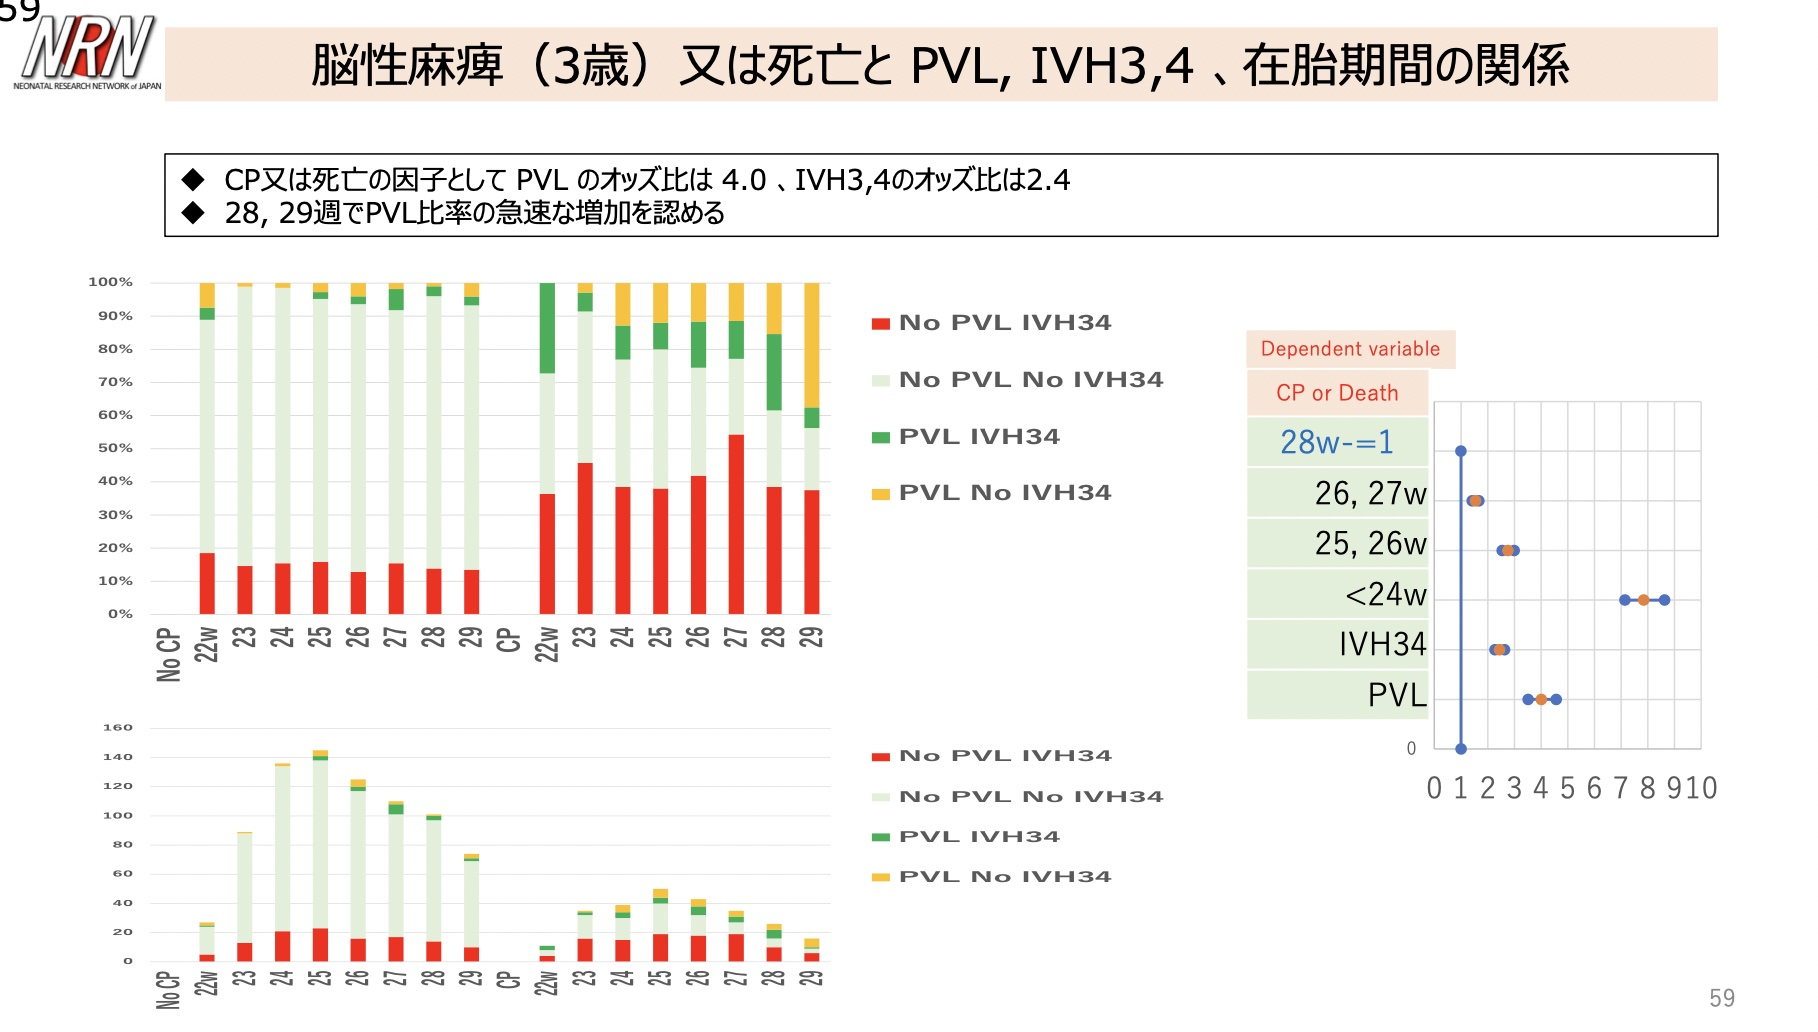 59
NRN
NEONATAL RESEARCH NETWORK of JAPAN
脳性麻痺（3歳）又は死亡と PVL, IVH3,4 、在胎期間の関係
◆ CP又は死亡の因子として PVL のオッズ比は 4.0 、IVH3,4のオッズ比は2.4
◆ 28, 29週でPVL比率の急速な増加を認める
100%
90%
80%
70%
60%
50%
40%
30%
20%
10%
0%
No CP 22w 23 24 25 26 27 28 29 CP 22w 23 24 25 26 27 28 29
No PVL IVH34
No PVL No IVH34
PVL IVH34
PVL No IVH34
Dependent variable
CP or Death
28w-=1
26, 27w
25, 26w
<24w
IVH34
PVL
0
0 1 2 3 4 5 6 7 8 9 10
160
140
120
100
80
60
40
20
0
No CP 22w 23 24 25 26 27 28 29 CP 22w 23 24 25 26 27 28 29
No PVL IVH34
No PVL No IVH34
PVL IVH34
PVL No IVH34
59